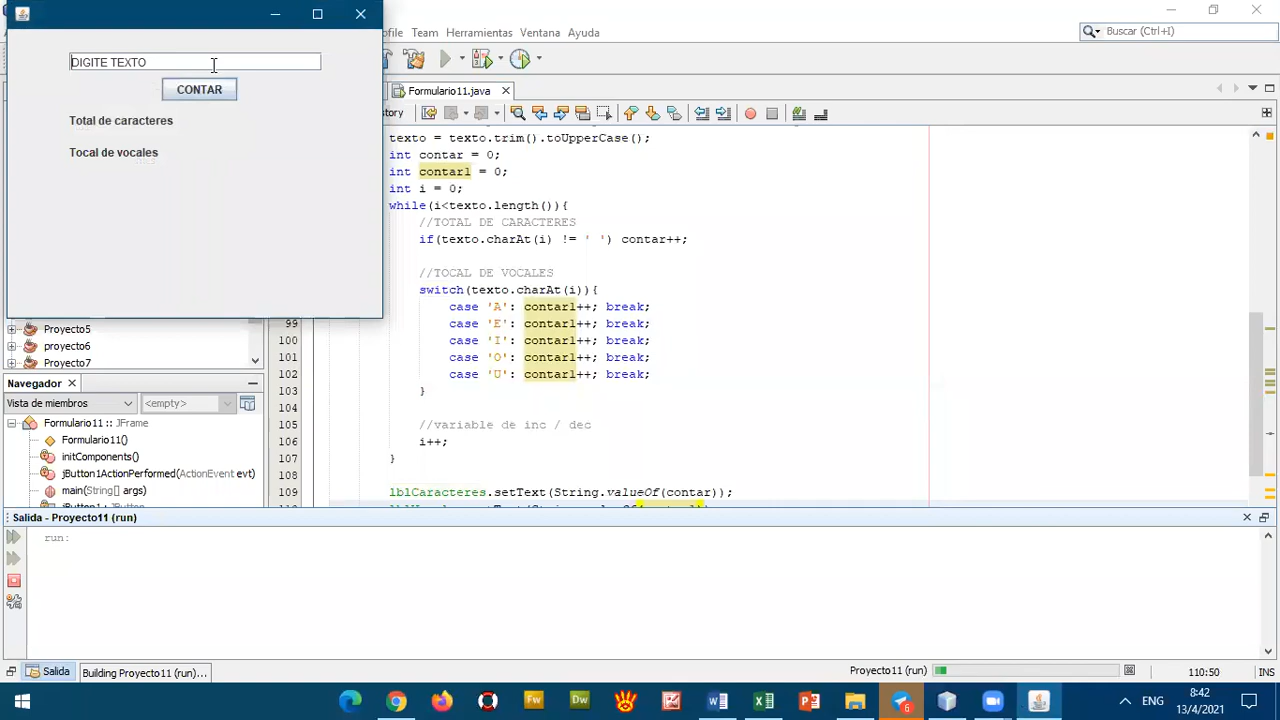 DIGITE TEXTO
CONTAR
Total de caracteres
Tocal de vocales
ofile Team Herramientas Ventana Ayuda
Buscar (Ctrl+I)
Formulario11.java
story
texto = texto.trim().toUpperCase();
int contar = 0;
int contar1 = 0;
int i = 0;
while(i<texto.length()){
//TOTAL DE CARACTERES
if(texto.charAt(i) != ' ') contar++;
//TOCAL DE VOCALES
switch(texto.charAt(i)){
case 'A': contar1++; break;
99 case 'E': contar1++; break;
100 case 'I': contar1++; break;
101 case 'O': contar1++; break;
102 case 'U': contar1++; break;
103 }
104
105 //variable de inc / dec
106 i++;
107 }
108
109 lblCaracteres.setText(String.valueOf(contar));
Proyecto5
proyecto6
Proyecto7
Navegador
Vista de miembros <empty>
Formulario11 :: JFrame
Formulario11()
initComponents()
jButton1ActionPerformed(ActionEvent evt)
main(String[] args)
Salida - Proyecto11 (run)
run:
Salida Building Proyecto11 (run)... Proyecto11 (run) 110:50 INS
6
ENG
8:42
13/4/2021